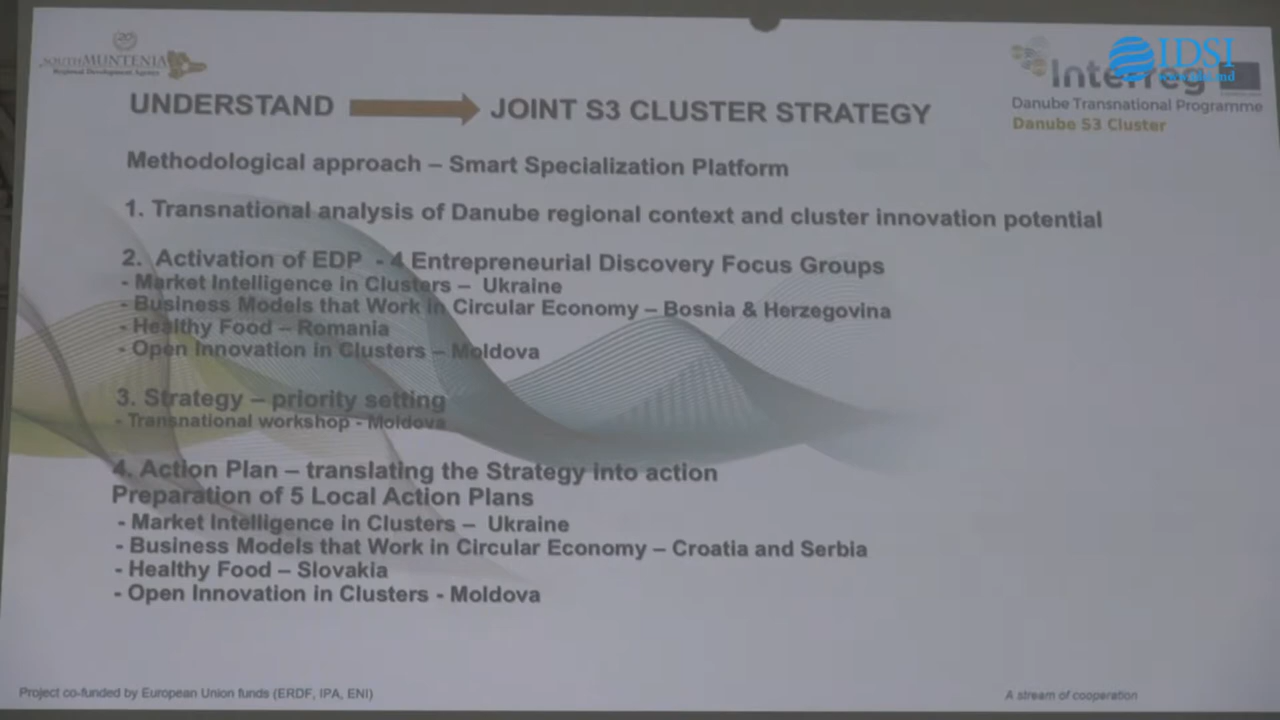 SOUTH MUNTENIA
Regional Development Agency
IDSI
www.idsi.md
Interreg
Danube Transnational Programme
Danube S3 Cluster
UNDERSTAND JOINT S3 CLUSTER STRATEGY
Methodological approach – Smart Specialization Platform
1. Transnational analysis of Danube regional context and cluster innovation potential
2. Activation of EDP - 4 Entrepreneurial Discovery Focus Groups
- Market Intelligence in Clusters – Ukraine
- Business Models that Work in Circular Economy – Bosnia & Herzegovina
- Healthy Food – Romania
- Open Innovation in Clusters – Moldova
3. Strategy – priority setting
- Transnational workshop - Moldova
4. Action Plan – translating the Strategy into action
Preparation of 5 Local Action Plans
- Market Intelligence in Clusters – Ukraine
- Business Models that Work in Circular Economy – Croatia and Serbia
- Healthy Food – Slovakia
- Open Innovation in Clusters - Moldova
Project co-funded by European Union funds (ERDF, IPA, ENI)
A stream of cooperation